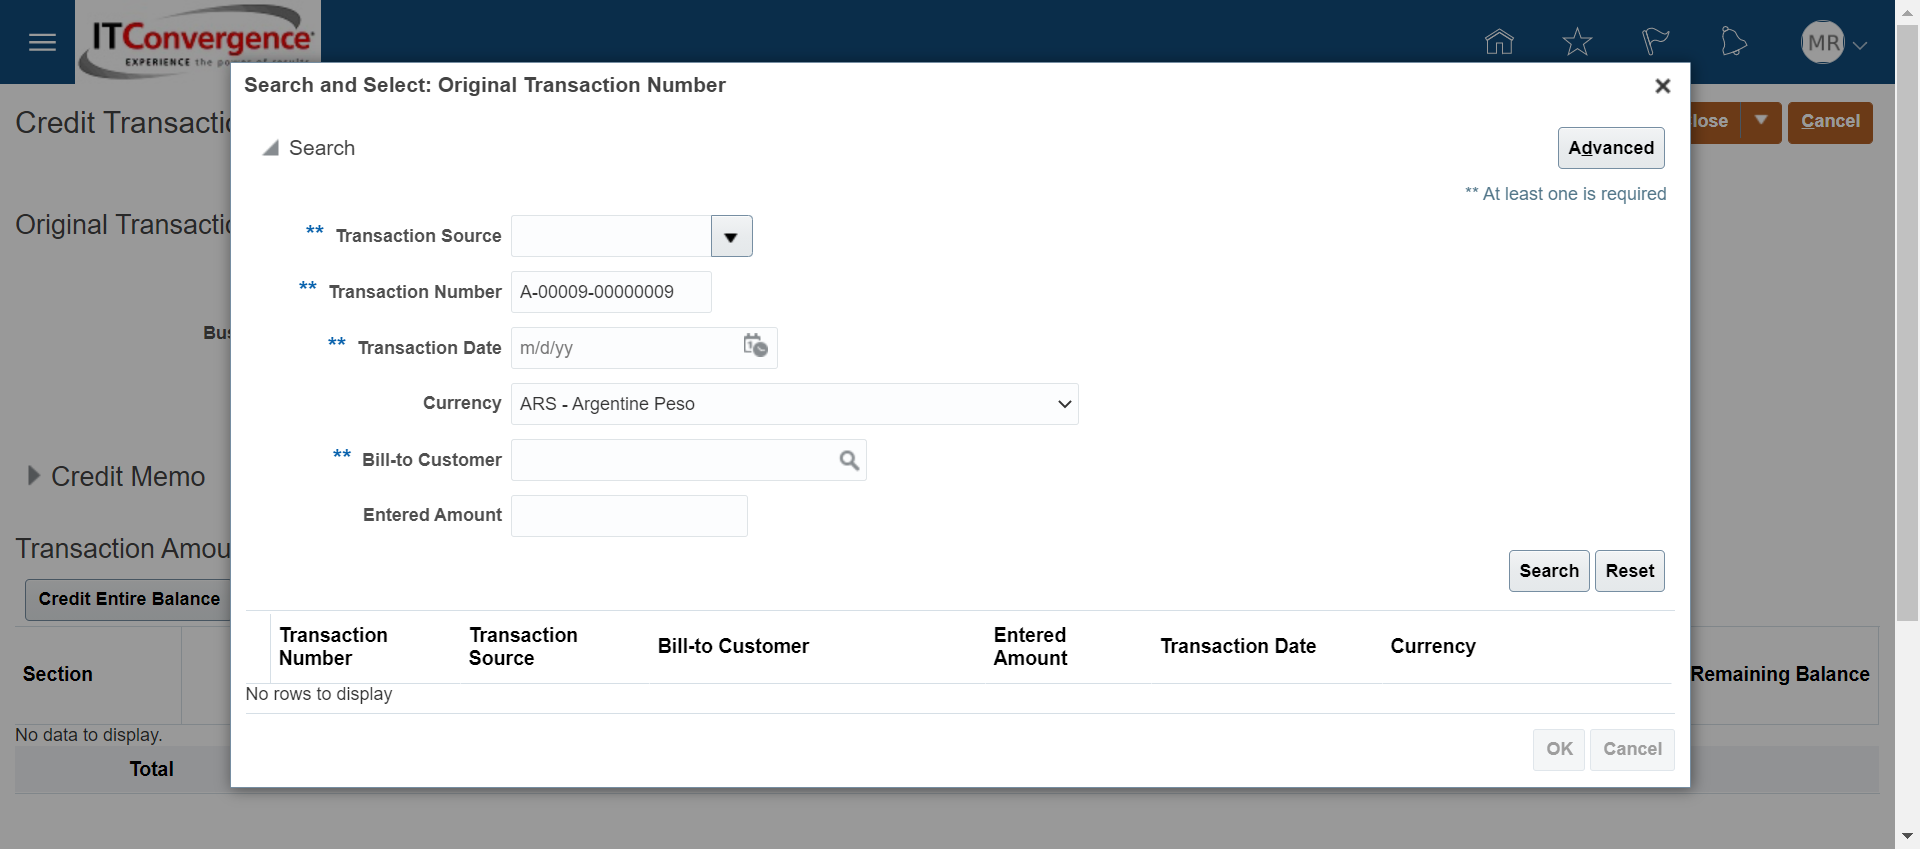 ITConvergence
EXPERIENCE the power of results
MR
Search and Select: Original Transaction Number
Credit Transacti
lose
Cancel
Search
Advanced
** At least one is required
Original Transacti
** Transaction Source
** Transaction Number A-00009-00000009
Bus
** Transaction Date m/d/yy
Currency ARS - Argentine Peso
** Bill-to Customer
Credit Memo
Entered Amount
Transaction Amou
Search Reset
Credit Entire Balance
Transaction Number
Transaction Source
Bill-to Customer
Entered Amount
Transaction Date
Currency
Section
Remaining Balance
No rows to display
No data to display.
OK Cancel
Total